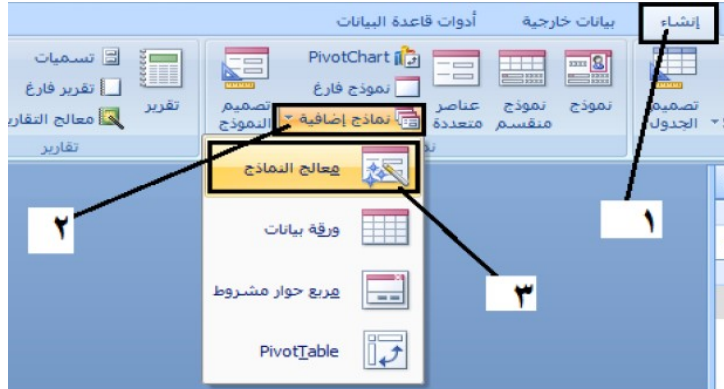 إنشاء
بيانات خارجية
أدوات قاعدة البيانات
تصميم الجدول
نموذج
نموذج منقسم
عناصر متعددة
PivotChart
نموذج فارغ
نماذج إضافية
تصميم النموذج
تقرير
تسميات
تقرير فارغ
معالج التقارير
تقارير
معالج النماذج
ورقة بيانات
مربع حوار مشروط
PivotTable
١
٢
٣